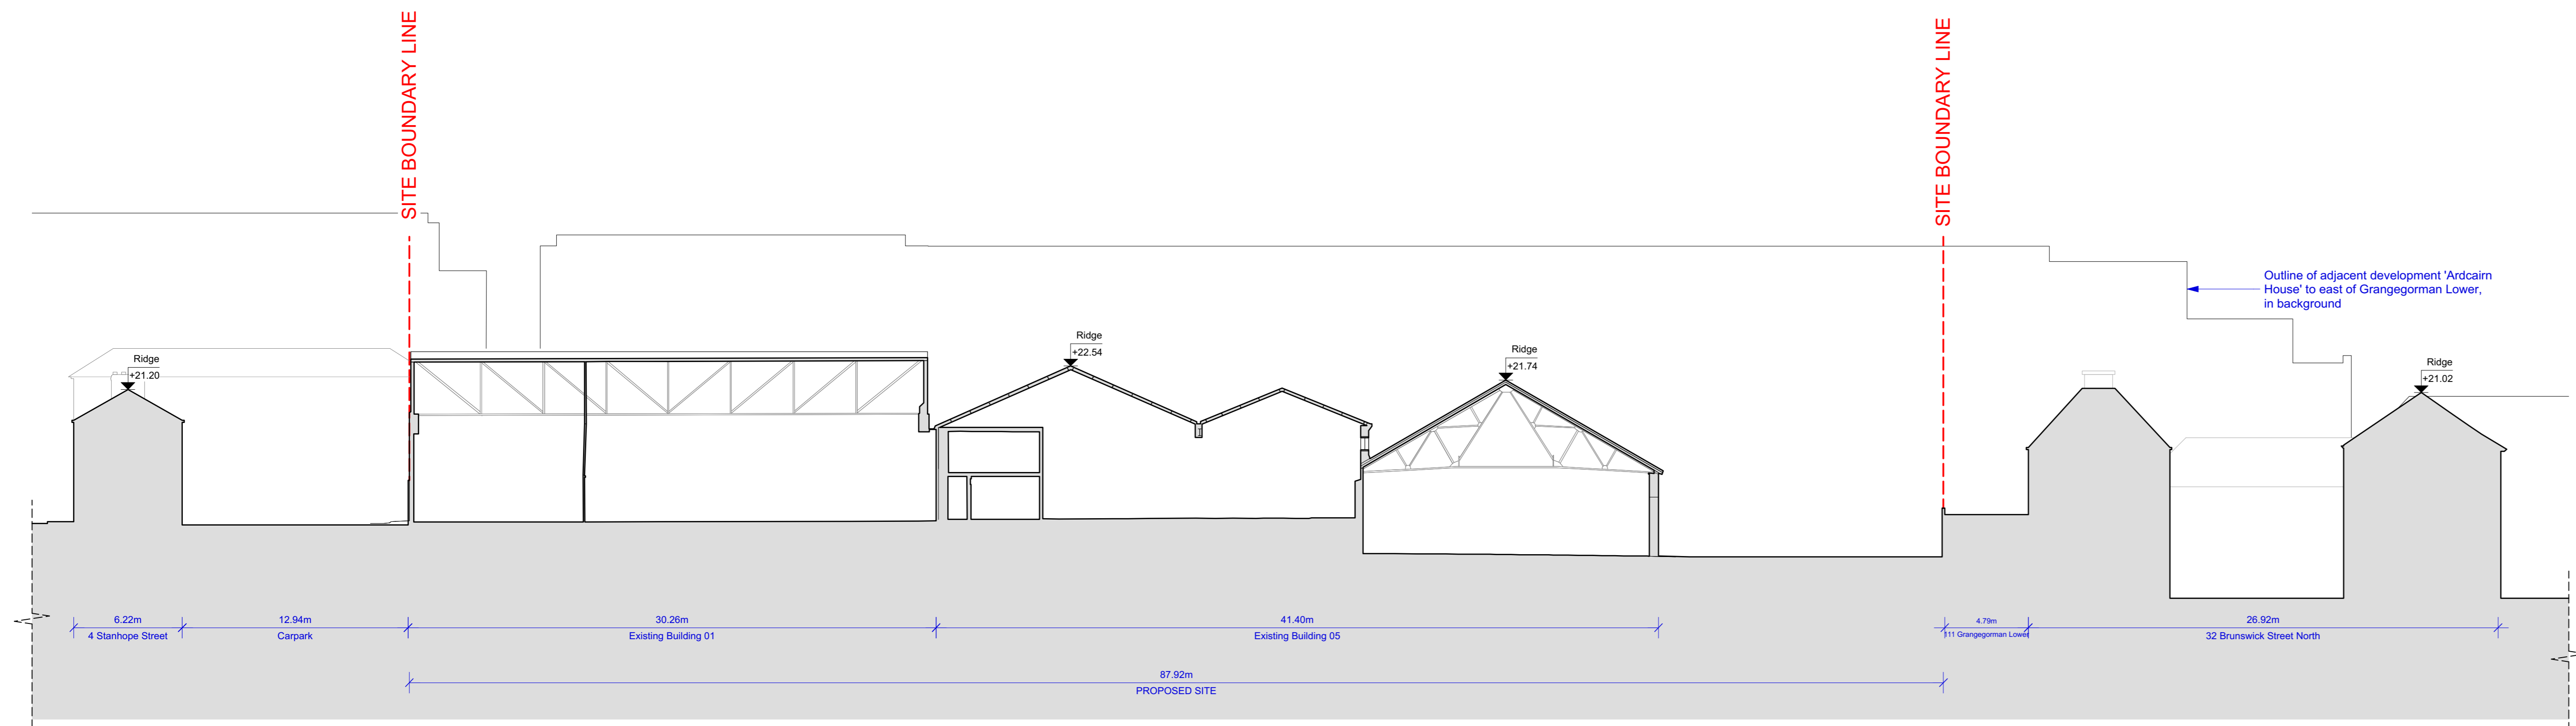 SITE BOUNDARY LINE
SITE BOUNDARY LINE
Outline of adjacent development 'Ardcairn
House' to east of Grangegorman Lower,
in background
Ridge
+21.20
Ridge
+22.54
Ridge
+21.74
Ridge
+21.02
6.22m
4 Stanhope Street
12.94m
Carpark
30.26m
Existing Building 01
41.40m
Existing Building 05
4.79m
111 Grangegorman Lower
26.92m
32 Brunswick Street North
87.92m
PROPOSED SITE